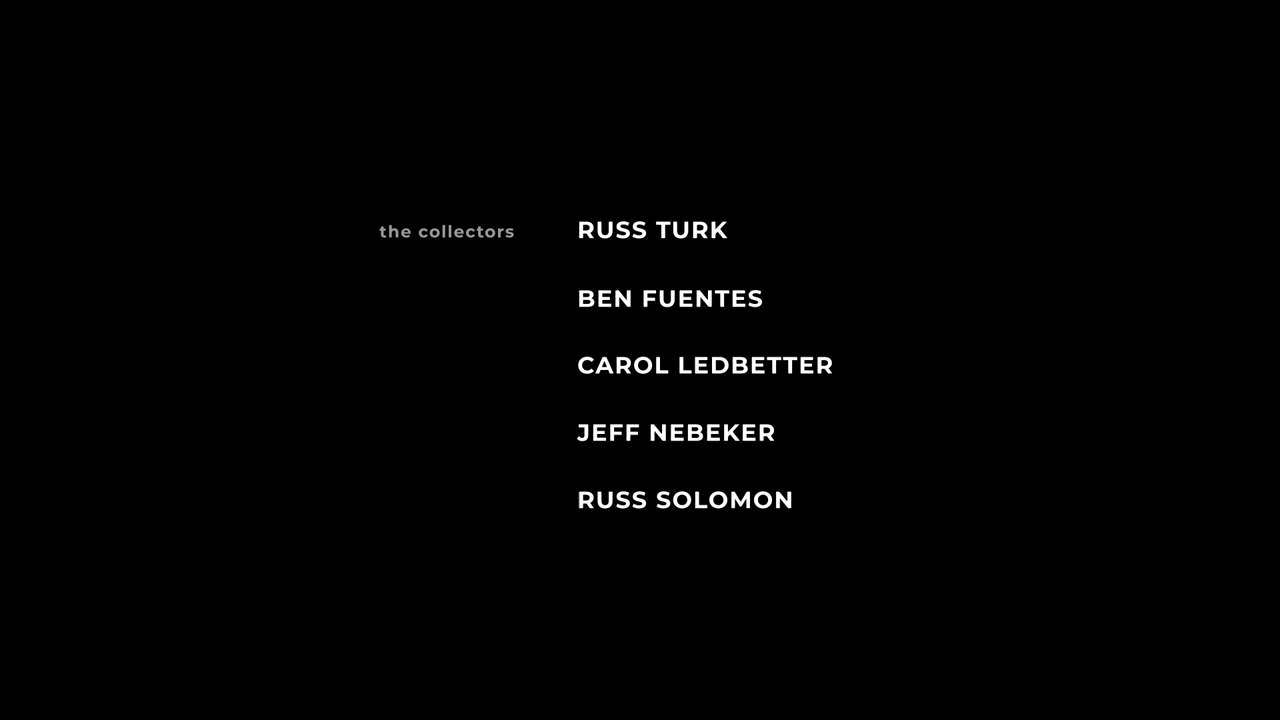 the collectors RUSS TURK
BEN FUENTES
CAROL LEDBETTER
JEFF NEBEKER
RUSS SOLOMON